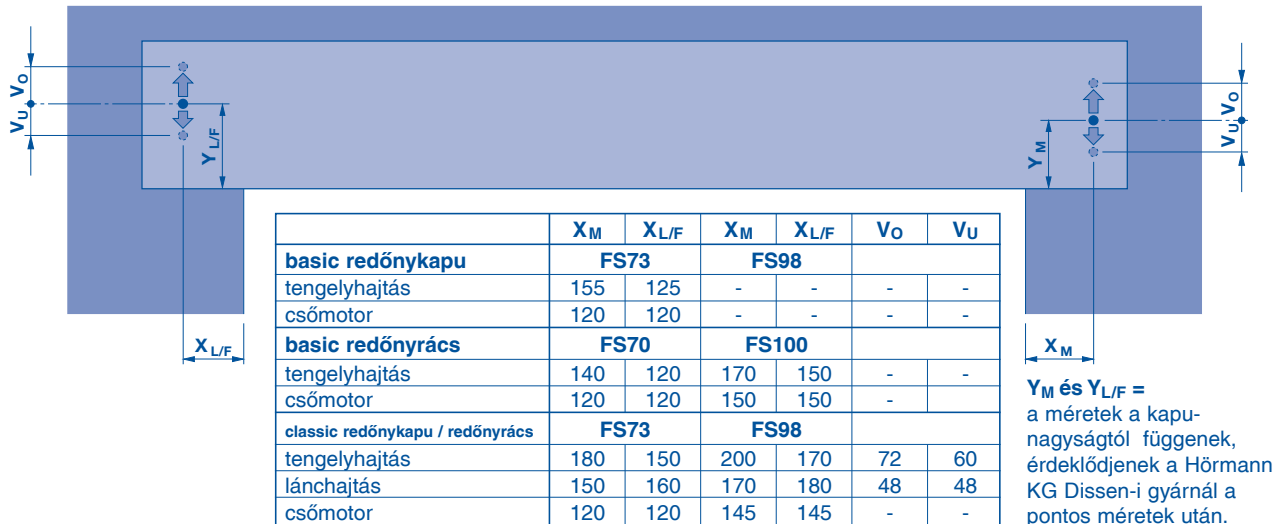 V_U V_O
Y_L/F
Y_M
V_U V_O
X_L/F
X_M
X_M X_L/F X_M X_L/F V_O V_U
basic redőnykapu FS73 FS98
tengelyhajtás 155 125 - - - -
csőmotor 120 120 - - - -
basic redőnyrács FS70 FS100
tengelyhajtás 140 120 170 150 - -
csőmotor 120 120 150 150 -
classic redőnykapu / redőnyrács FS73 FS98
tengelyhajtás 180 150 200 170 72 60
lánchajtás 150 160 170 180 48 48
csőmotor 120 120 145 145 - -
Y_M és Y_L/F =
a méretek a kapu-
nagyságtól függenek,
érdeklődjenek a Hörmann
KG Dissen-i gyárnál a
pontos méretek után.